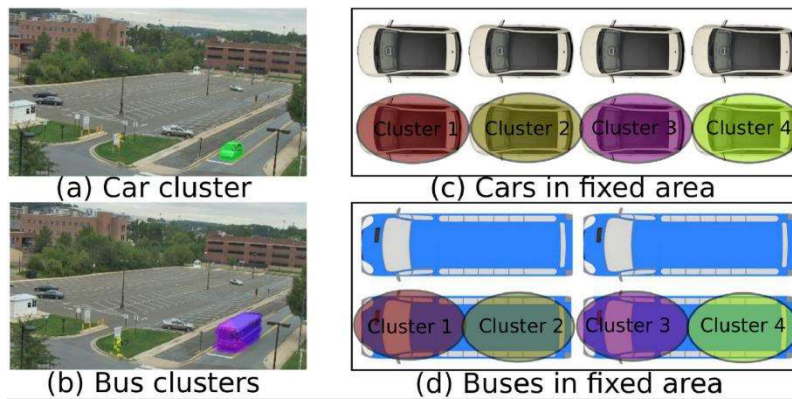 Cluster 1 Cluster 2 Cluster 3 Cluster 4
(a) Car cluster
(c) Cars in fixed area
Cluster 1 Cluster 2 Cluster 3 Cluster 4
(b) Bus clusters
(d) Buses in fixed area